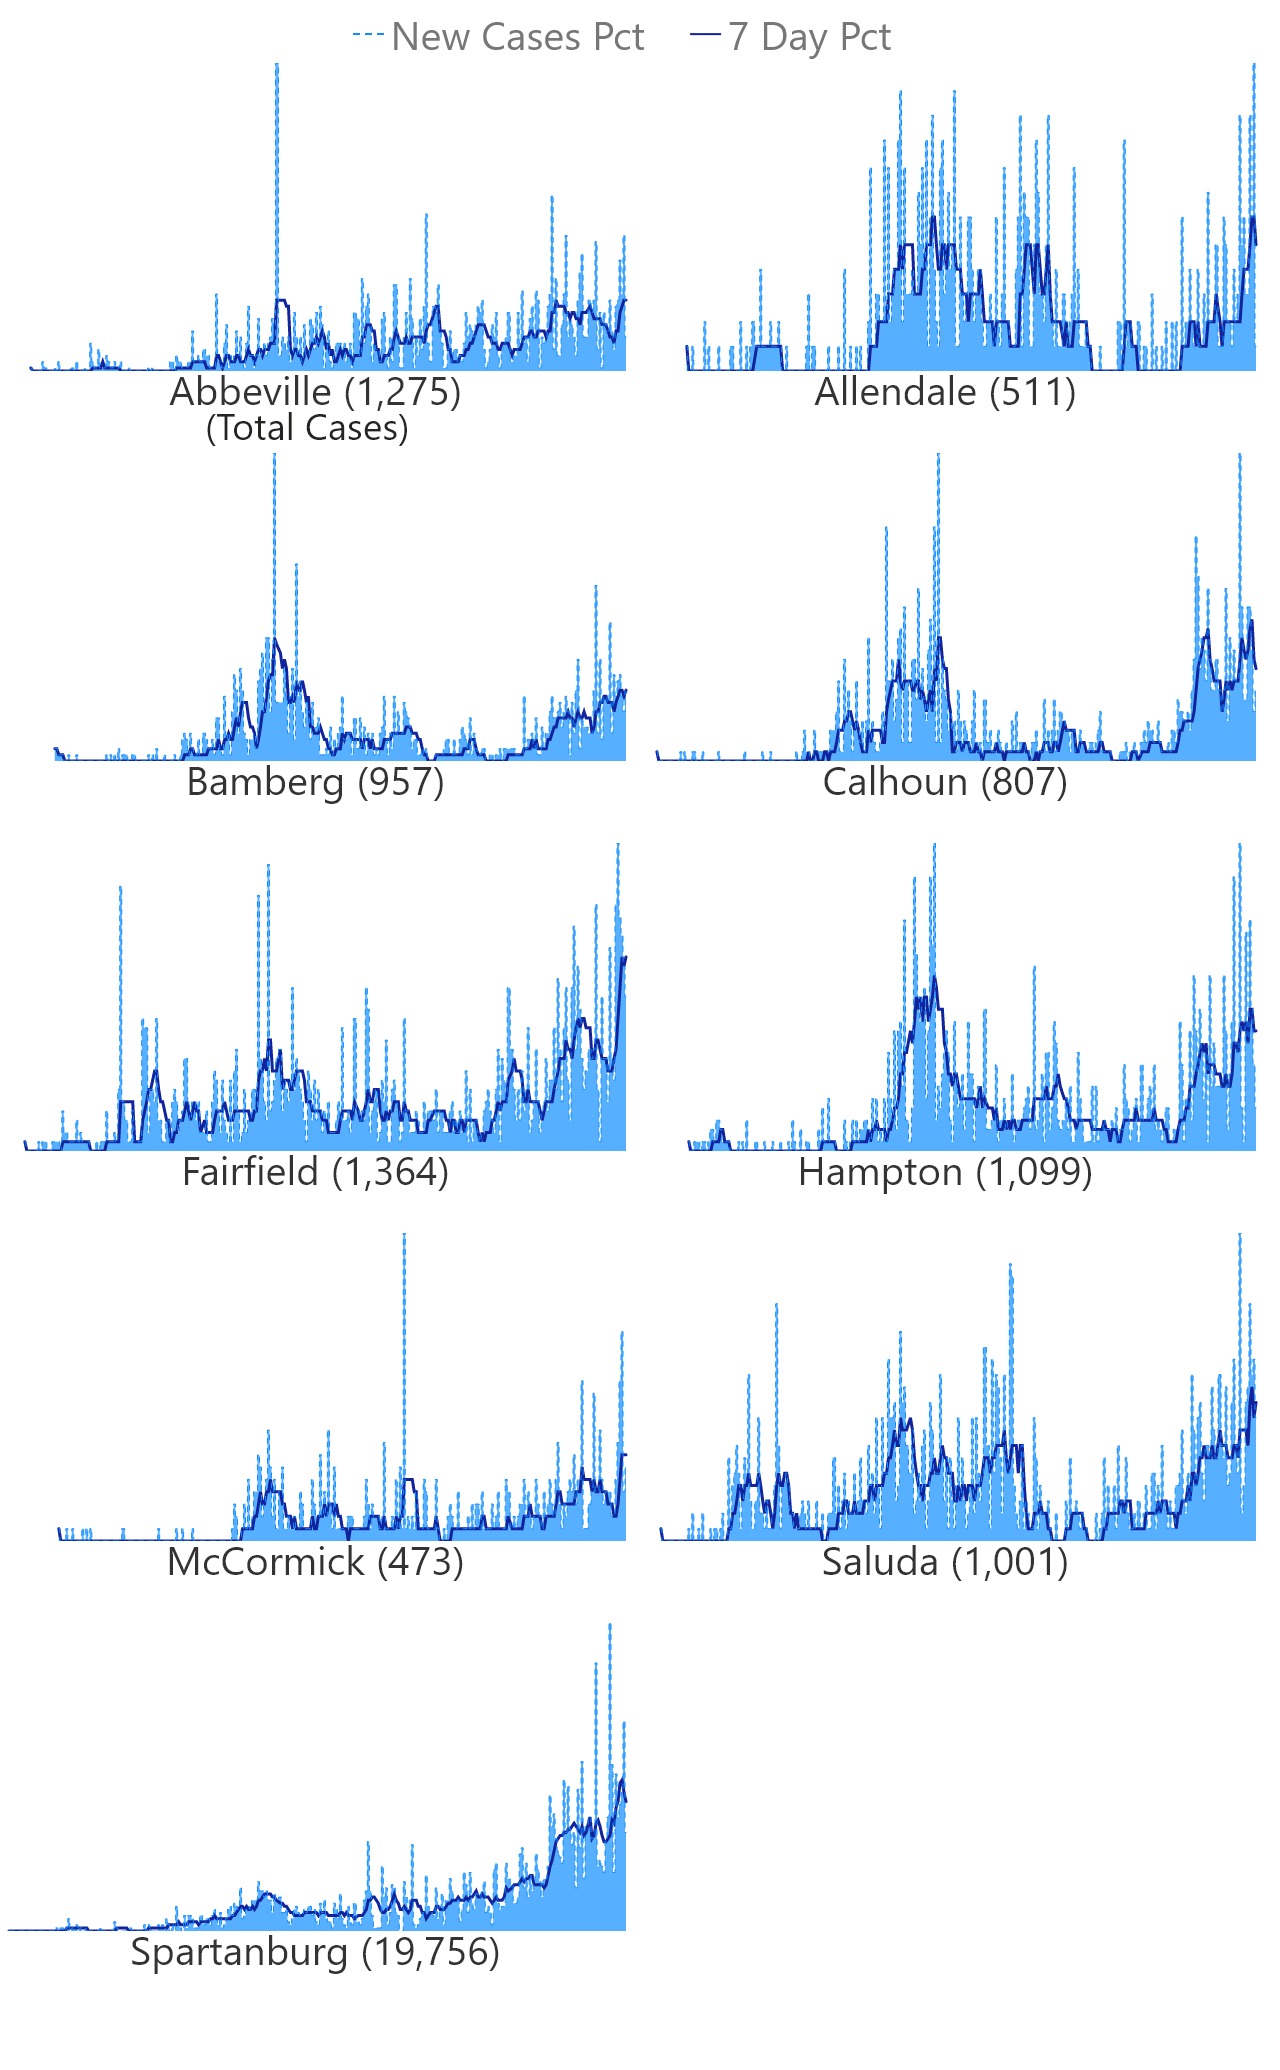 New Cases Pct 7 Day Pct
Abbeville (1,275) Allendale (511)
(Total Cases)
Bamberg (957) Calhoun (807)
Fairfield (1,364) Hampton (1,099)
McCormick (473) Saluda (1,001)
Spartanburg (19,756)